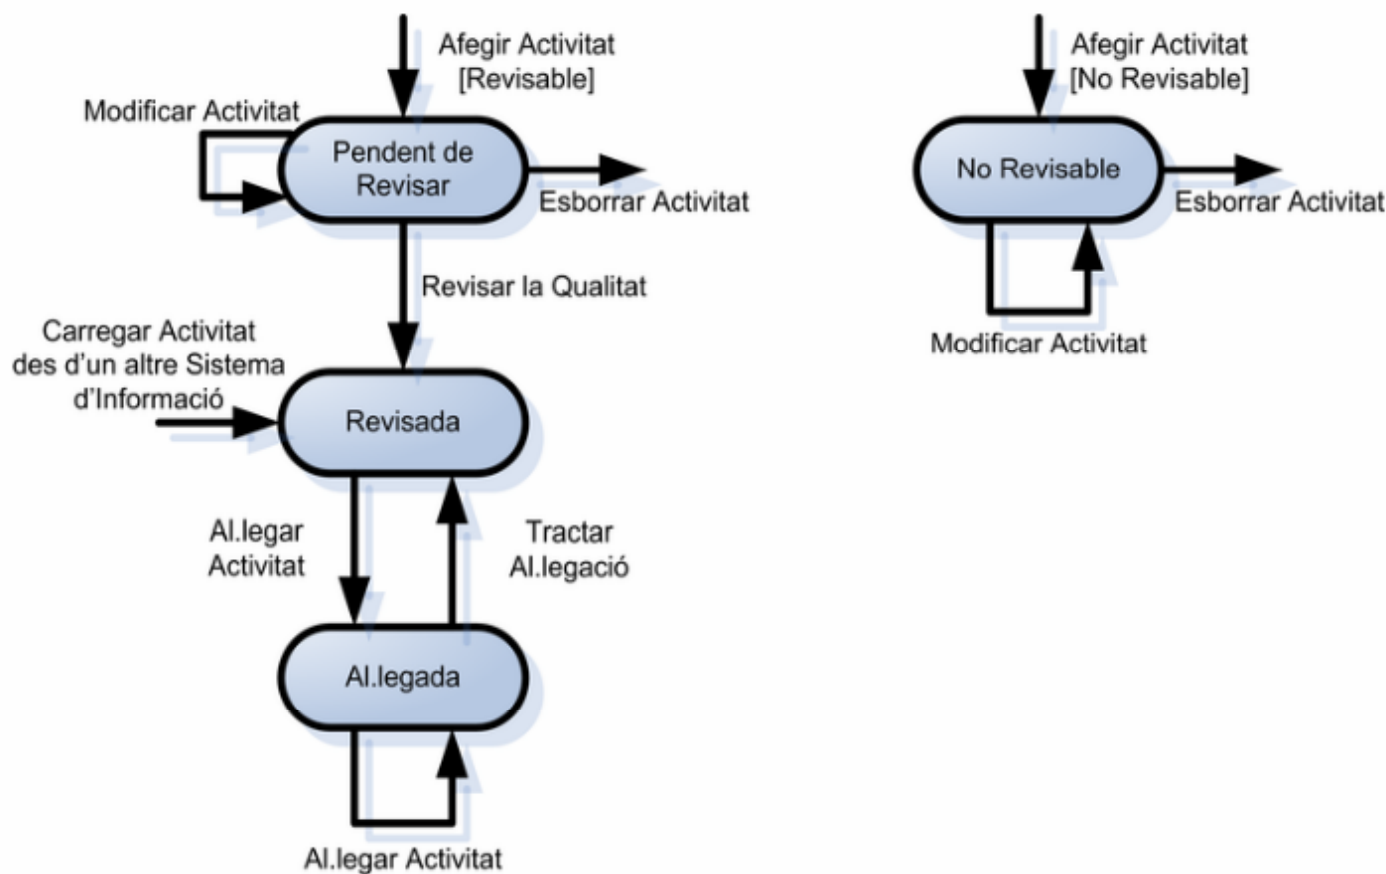 Afegir Activitat
[Revisable]
Modificar Activitat
Pendent de
Revisar
Esborrar Activitat
Revisar la Qualitat
Carregar Activitat
des d'un altre Sistema
d'Informació
Revisada
Al.legar
Activitat
Tractar
Al.legació
Al.legada
Al.legar Activitat
Afegir Activitat
[No Revisable]
No Revisable
Esborrar Activitat
Modificar Activitat